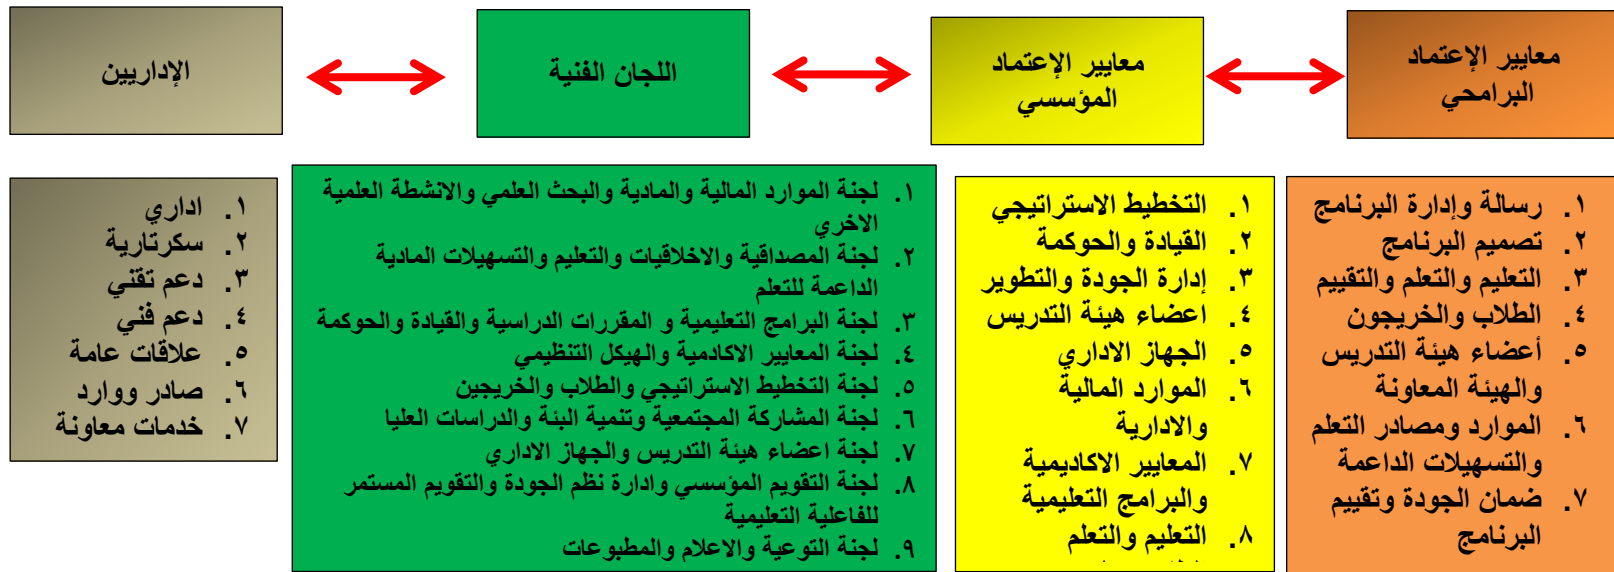 معايير الإعتماد
البرامحي
معايير الإعتماد
المؤسسي
اللجان الفنية
الإداريين
١. رسالة وإدارة البرنامج
٢. تصميم البرنامج
٣. التعليم والتعلم والتقييم
٤. الطلاب والخريجون
٥. أعضاء هيئة التدريس
والهيئة المعاونة
٦. الموارد ومصادر التعلم
والتسهيلات الداعمة
٧. ضمان الجودة وتقييم
البرنامج
١. التخطيط الاستراتيجي
٢. القيادة والحوكمة
٣. إدارة الجودة والتطوير
٤. اعضاء هيئة التدريس
٥. الجهاز الاداري
٦. الموارد المالية
والادارية
٧. المعايير الاكاديمية
والبرامج التعليمية
٨. التعليم والتعلم
١. لجنة الموارد المالية والمادية والبحث العلمي والانشطة العلمية
الاخري
٢. لجنة المصداقية والاخلاقيات والتعليم والتسهيلات المادية
الداعمة للتعلم
٣. لجنة البرامج التعليمية و المقررات الدراسية والقيادة والحوكمة
٤. لجنة المعايير الاكادمية والهيكل التنظيمي
٥. لجنة التخطيط الاستراتيجي والطلاب والخريجين
٦. لجنة المشاركة المجتمعية وتنمية البئة والدراسات العليا
٧. لجنة اعضاء هيئة التدريس والجهاز الاداري
٨. لجنة التقويم المؤسسي وادارة نظم الجودة والتقويم المستمر
للفاعلية التعليمية
٩. لجنة التوعية والاعلام والمطبوعات
١. اداري
٢. سكرتارية
٣. دعم تقني
٤. دعم فني
٥. علاقات عامة
٦. صادر ووارد
٧. خدمات معاونة